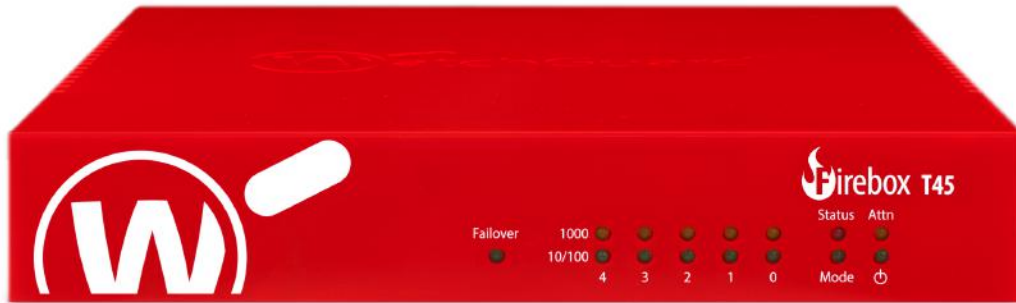 W
Firebox T45
Status Attn
Failover 1000
10/100
4 3 2 1 0 Mode